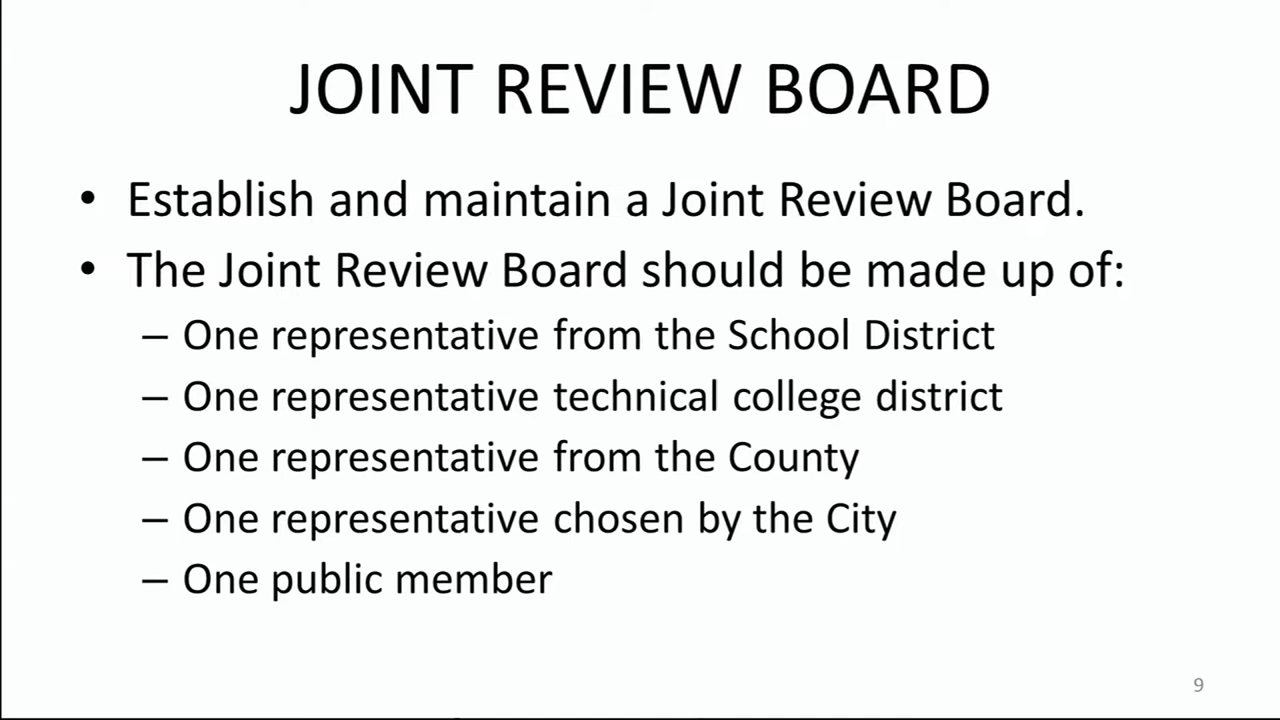 JOINT REVIEW BOARD
• Establish and maintain a Joint Review Board.
• The Joint Review Board should be made up of:
– One representative from the School District
– One representative technical college district
– One representative from the County
– One representative chosen by the City
– One public member
9